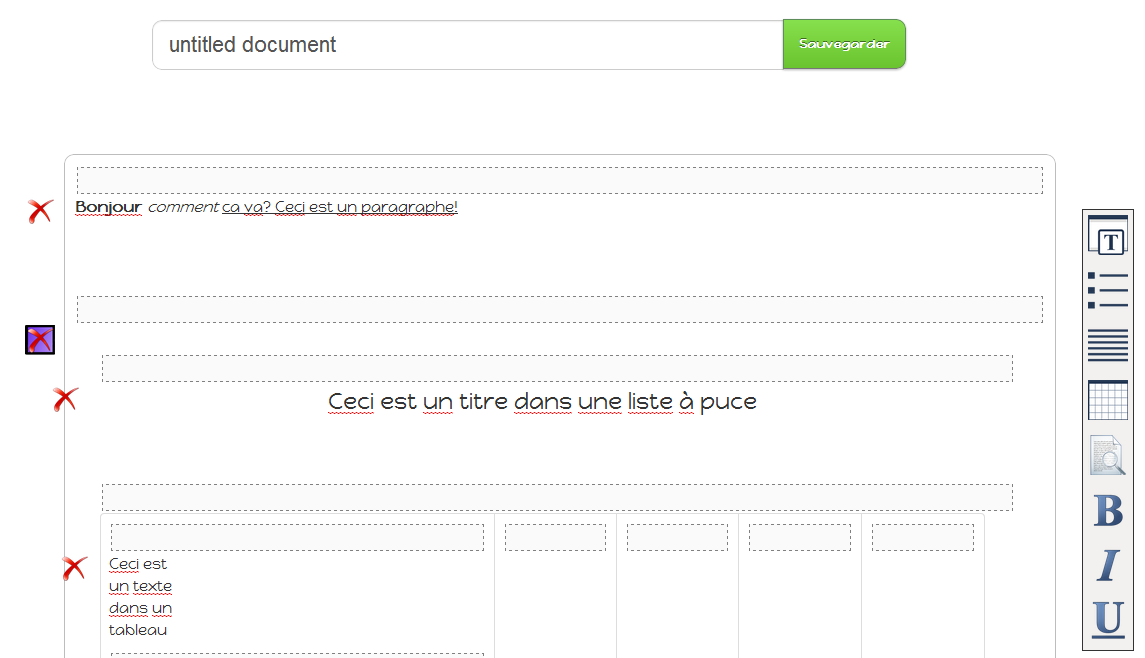 untitled document
Sauvegarder
Bonjour comment ca va? Ceci est un paragraphe!
T
Ceci est un titre dans une liste à puce
B
I
U
Ceci est
un texte
dans un
tableau